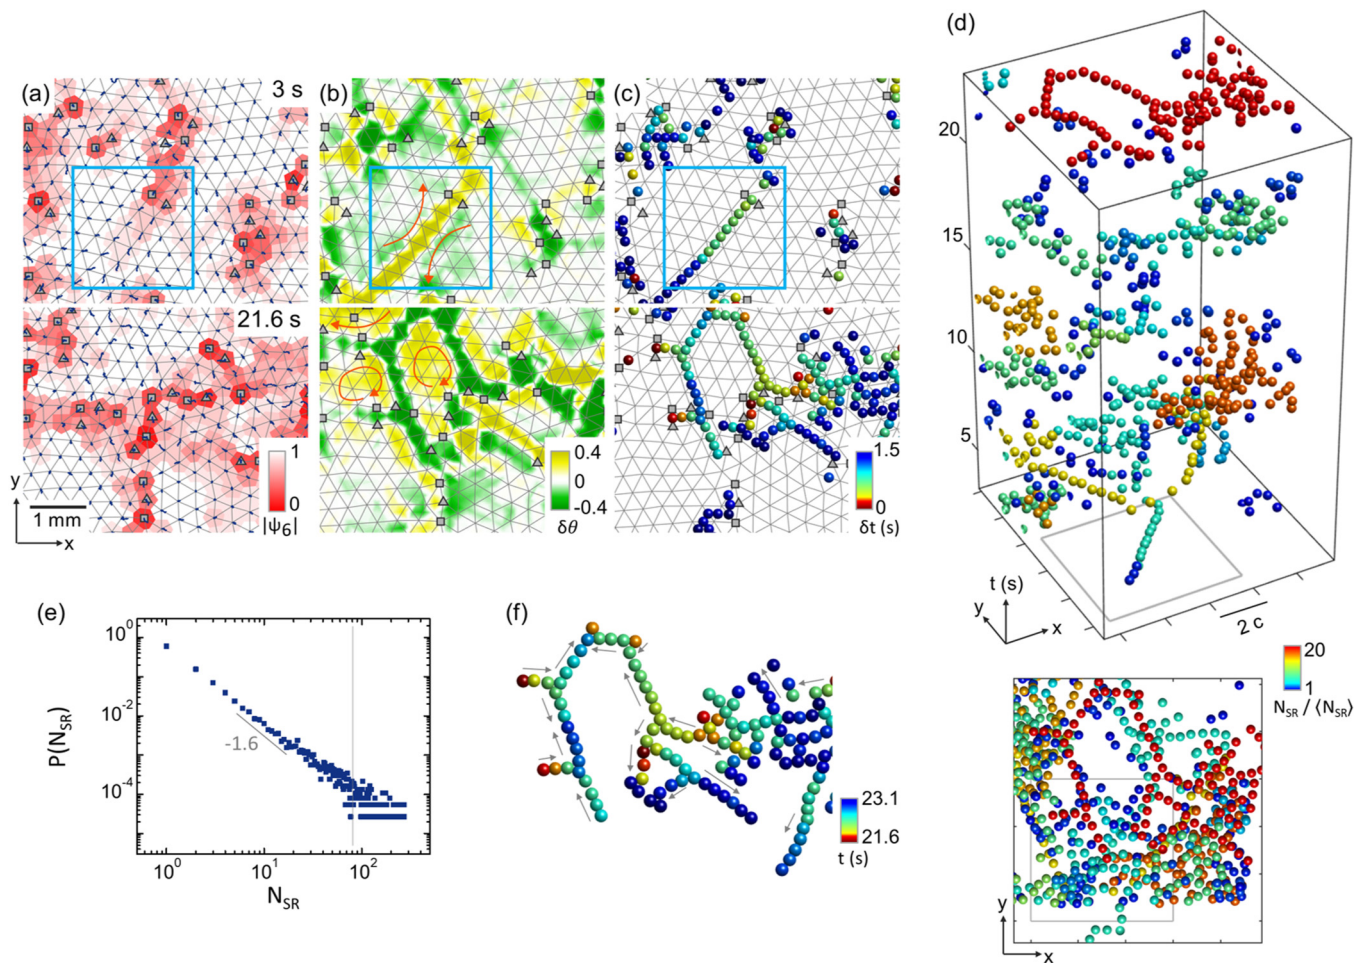 (a)
3 s
(b)
(c)
21.6 s
y
x
1 mm
1
0
|ψ6|
0.4
-0.4
δθ
1.5
0
δt (s)
(d)
20
15
10
5
t (s)
y
x
2 c
20
1
NSR / ⟨NSR⟩
y
x
(e)
10^0
10^-2
10^-4
P(NSR)
-1.6
10^0
10^1
10^2
NSR
(f)
23.1
21.6
t (s)